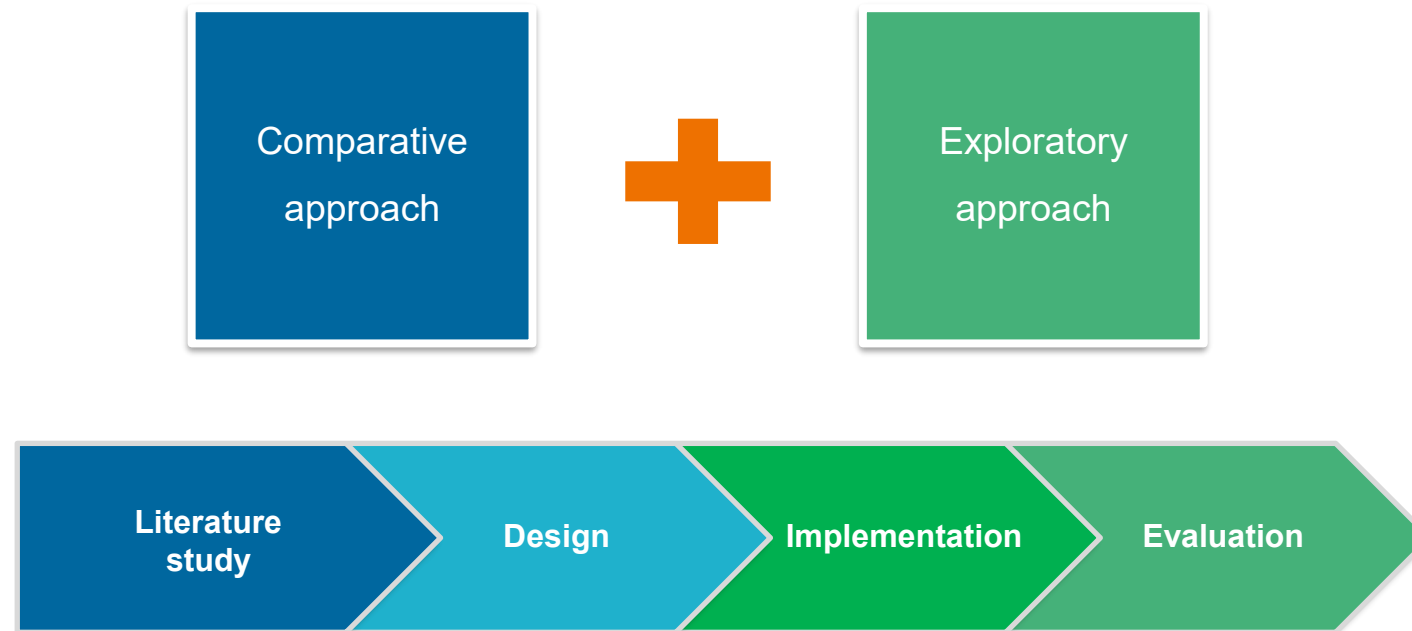 Comparative
approach
Exploratory
approach
Literature
study
Design
Implementation
Evaluation